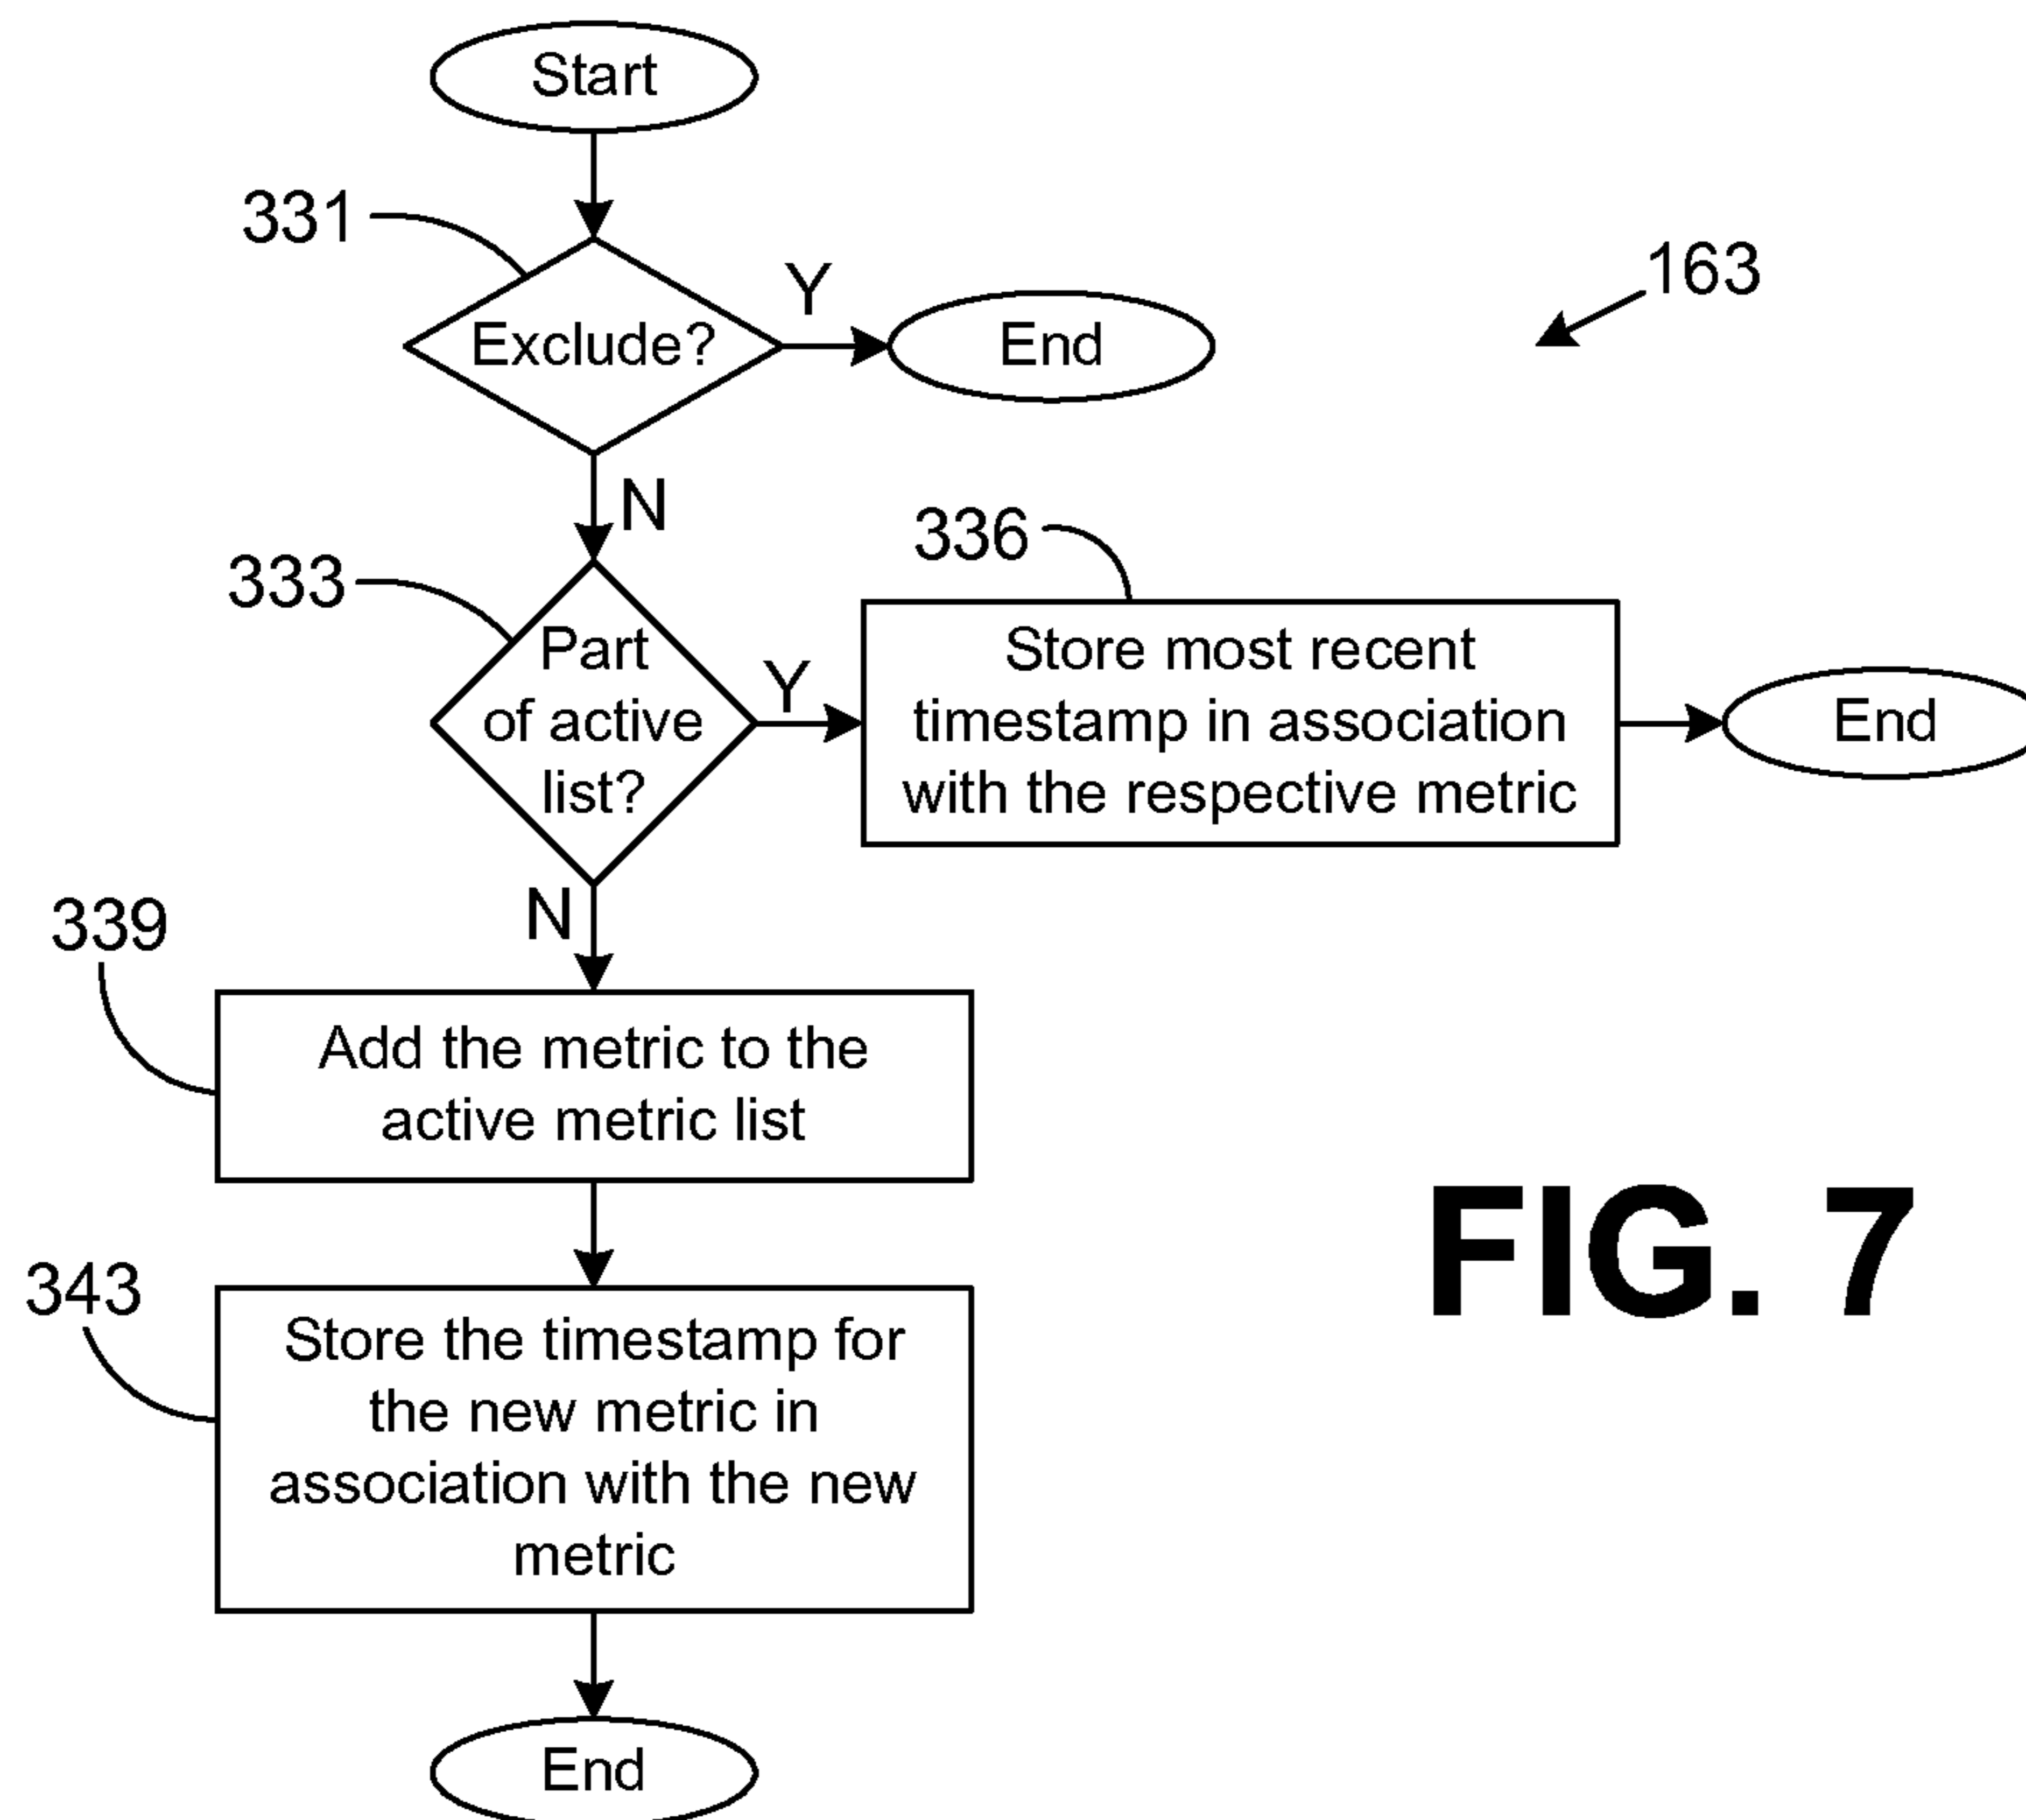 Start
331
Exclude?
Y
End
163
N
333
Part
of active
list?
Y
336
Store most recent
timestamp in association
with the respective metric
End
N
339
Add the metric to the
active metric list
343
Store the timestamp for
the new metric in
association with the new
metric
End
FIG. 7